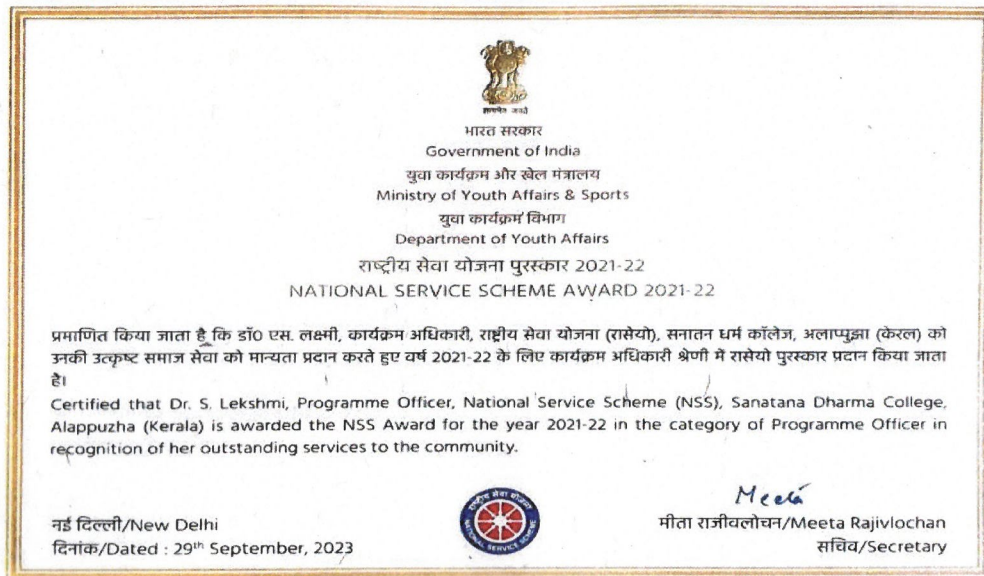 सत्यमेव जयते
भारत सरकार
Government of India
युवा कार्यक्रम और खेल मंत्रालय
Ministry of Youth Affairs & Sports
युवा कार्यक्रम विभाग
Department of Youth Affairs
राष्ट्रीय सेवा योजना पुरस्कार 2021-22
NATIONAL SERVICE SCHEME AWARD 2021-22
प्रमाणित किया जाता है कि डॉ0 एस. लक्ष्मी, कार्यक्रम अधिकारी, राष्ट्रीय सेवा योजना (रासेयो), सनातन धर्म कॉलेज, अलाप्पुझा (केरल) को
उनकी उत्कृष्ट समाज सेवा को मान्यता प्रदान करते हुए वर्ष 2021-22 के लिए कार्यक्रम अधिकारी श्रेणी में रासेयो पुरस्कार प्रदान किया जाता
है।
Certified that Dr. S. Lekshmi, Programme Officer, National Service Scheme (NSS), Sanatana Dharma College,
Alappuzha (Kerala) is awarded the NSS Award for the year 2021-22 in the category of Programme Officer in
recognition of her outstanding services to the community.
Meeta
नई दिल्ली/New Delhi
दिनांक/Dated : 29th September, 2023
राष्ट्रीय सेवा योजना
NATIONAL SERVICE SCHEME
मीता राजीवलोचन/Meeta Rajivlochan
सचिव/Secretary